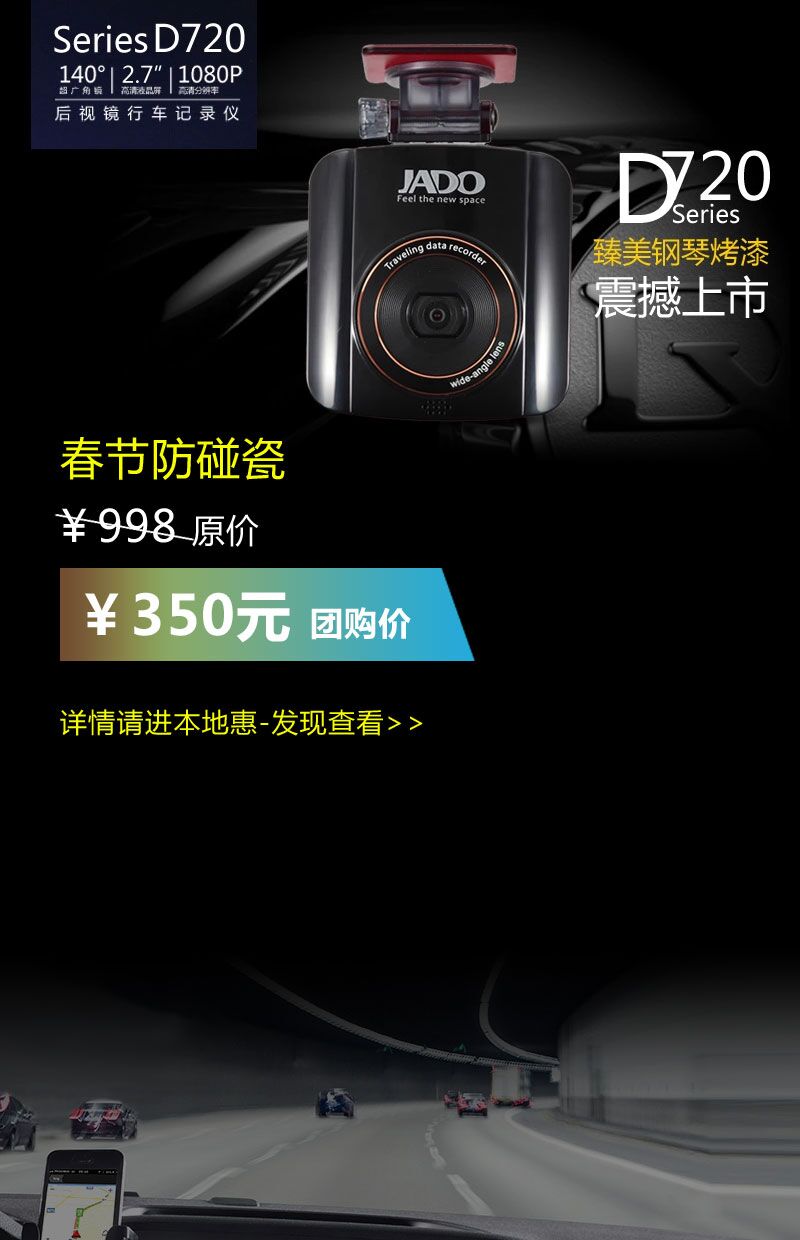 Series D720
140° 2.7" 1080P
超广角镜 高清液晶屏 高清分辨率
后视镜行车记录仪
JADO
Feel the new space
Traveling data recorder
wide-angle lens
D720
Series
臻美钢琴烤漆
震撼上市
春节防碰瓷
¥998 原价
¥350元 团购价
详情请进本地惠-发现查看>>